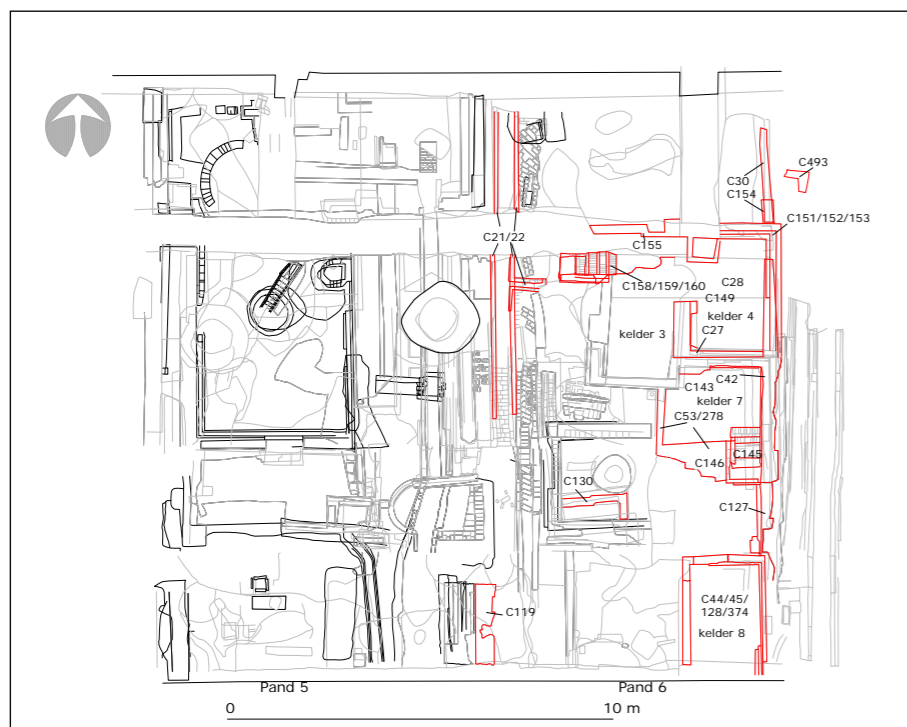 C493
C30
C154
C151/152/153
C21/22
C155
C28
C158/159/160
C149
kelder 4
kelder 3
C27
C42
C143
kelder 7
C53/278
C145
C146
C130
C127
C44/45/
128/374
C119
kelder 8
Pand 5
Pand 6
0
10 m